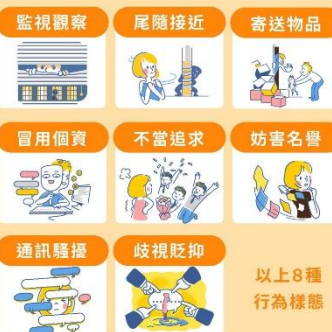 監視觀察
尾隨接近
寄送物品
冒用個資
不當追求
妨害名譽
通訊騷擾
歧視貶抑
以上8種
行為樣態